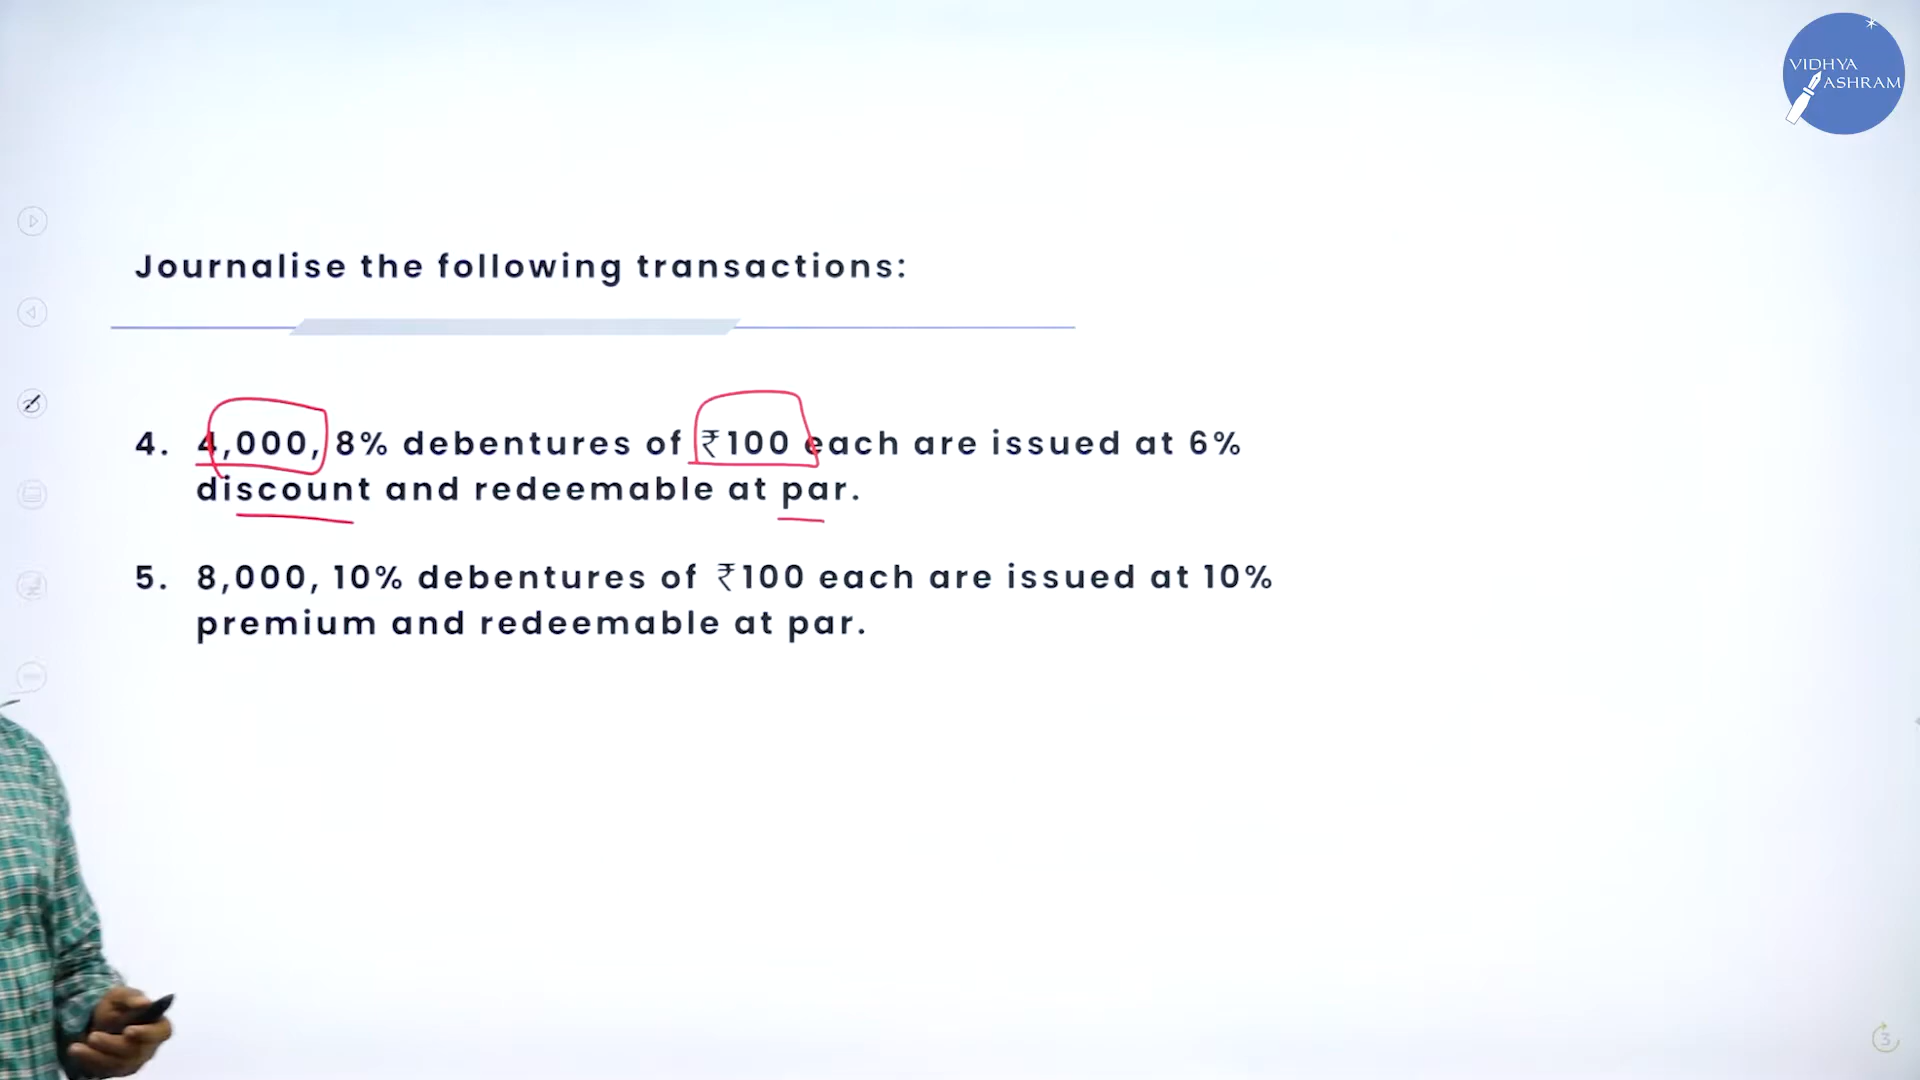 VIDHYA
ASHRAM
Journalise the following transactions:
4. 4,000, 8% debentures of ₹100 each are issued at 6%
discount and redeemable at par.
5. 8,000, 10% debentures of ₹100 each are issued at 10%
premium and redeemable at par.
3